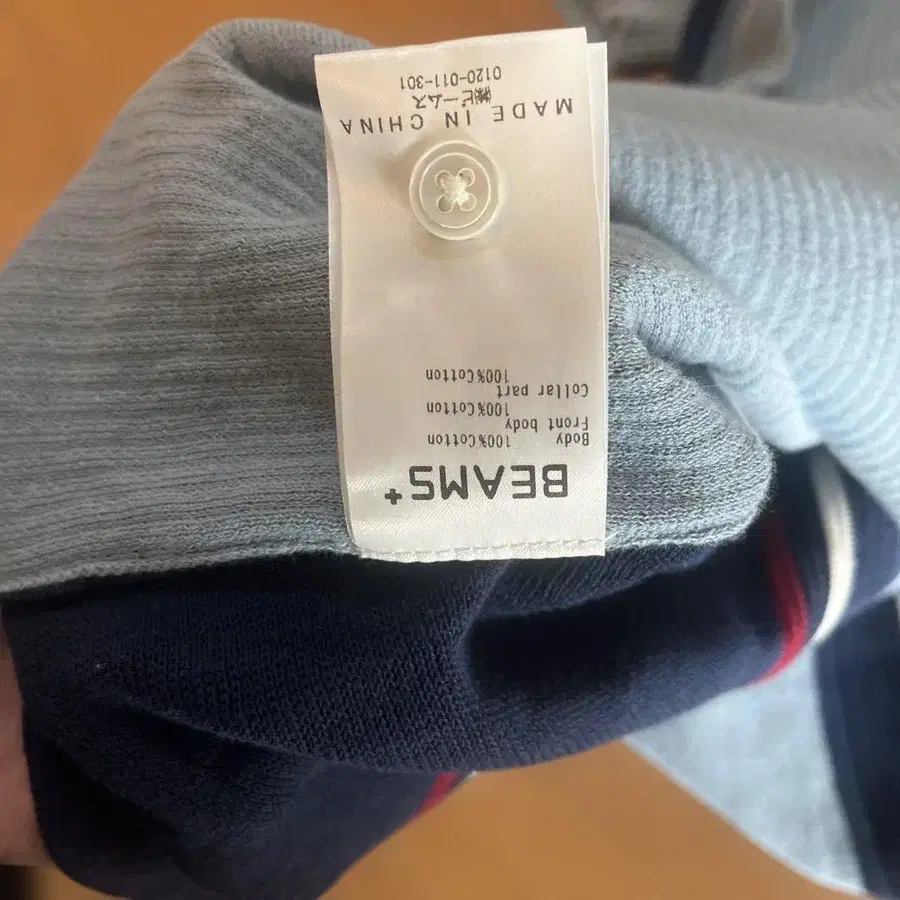 BEAMS+
Body 100%Cotton
Front body
100%Cotton
Collar part
100%Cotton
MADE IN CHINA
㈱ビームス
0120-011-301